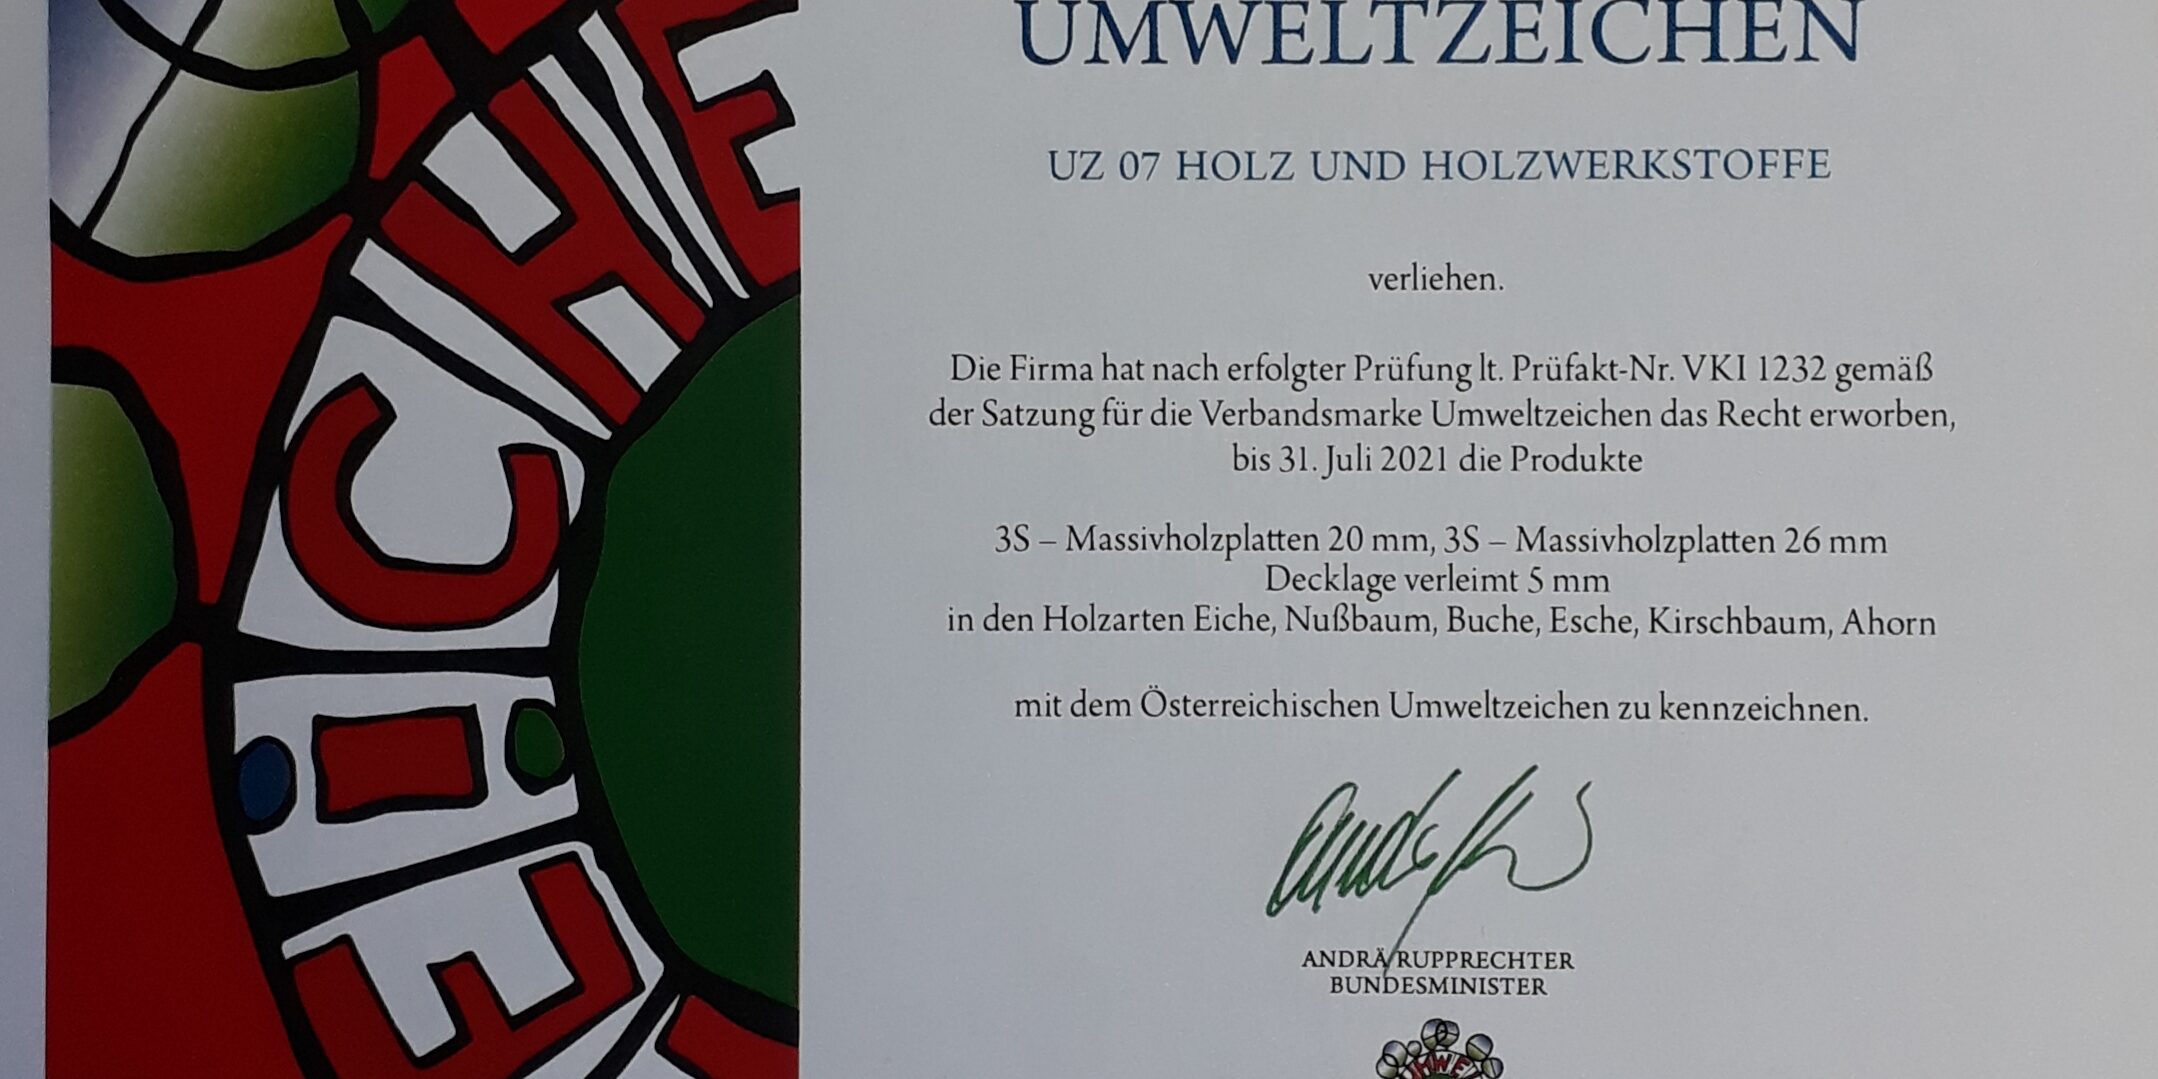 UMWELTZEICHEN
UZ 07 HOLZ UND HOLZWERKSTOFFE
verliehen.
Die Firma hat nach erfolgter Prüfung lt. Prüfakt-Nr. VKI 1232 gemäß
der Satzung für die Verbandsmarke Umweltzeichen das Recht erworben,
bis 31. Juli 2021 die Produkte
3S – Massivholzplatten 20 mm, 3S – Massivholzplatten 26 mm
Decklage verleimt 5 mm
in den Holzarten Eiche, Nußbaum, Buche, Esche, Kirschbaum, Ahorn
mit dem Österreichischen Umweltzeichen zu kennzeichnen.
ANDRÄ RUPPRECHTER
BUNDESMINISTER
EICHE
UMWE